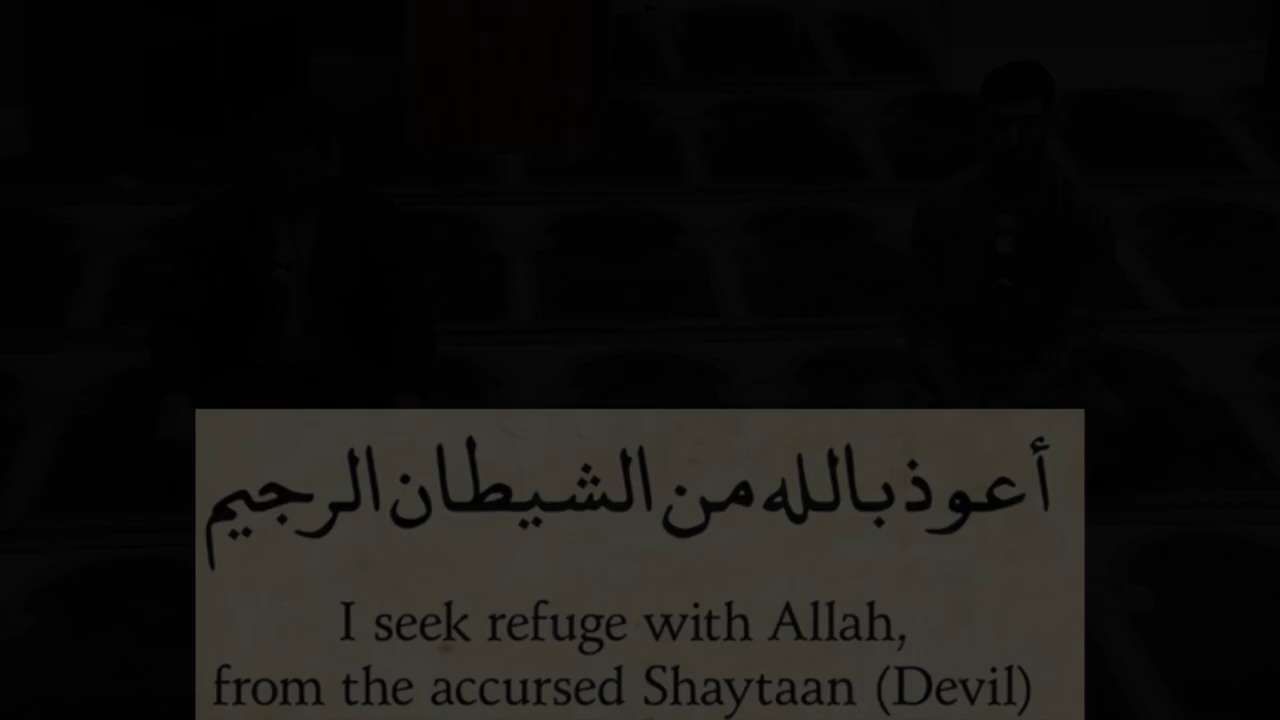 أعوذ بالله من الشيطان الرجيم
I seek refuge with Allah,
from the accursed Shaytaan (Devil)